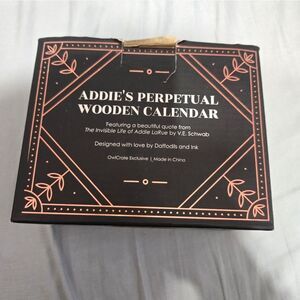 ADDIE'S PERPETUAL
WOODEN CALENDAR
Featuring a beautiful quote from
The Invisible Life of Addie LaRue by V.E. Schwab
Designed with love by Daffodils and Ink
OwlCrate Exclusive | Made in China